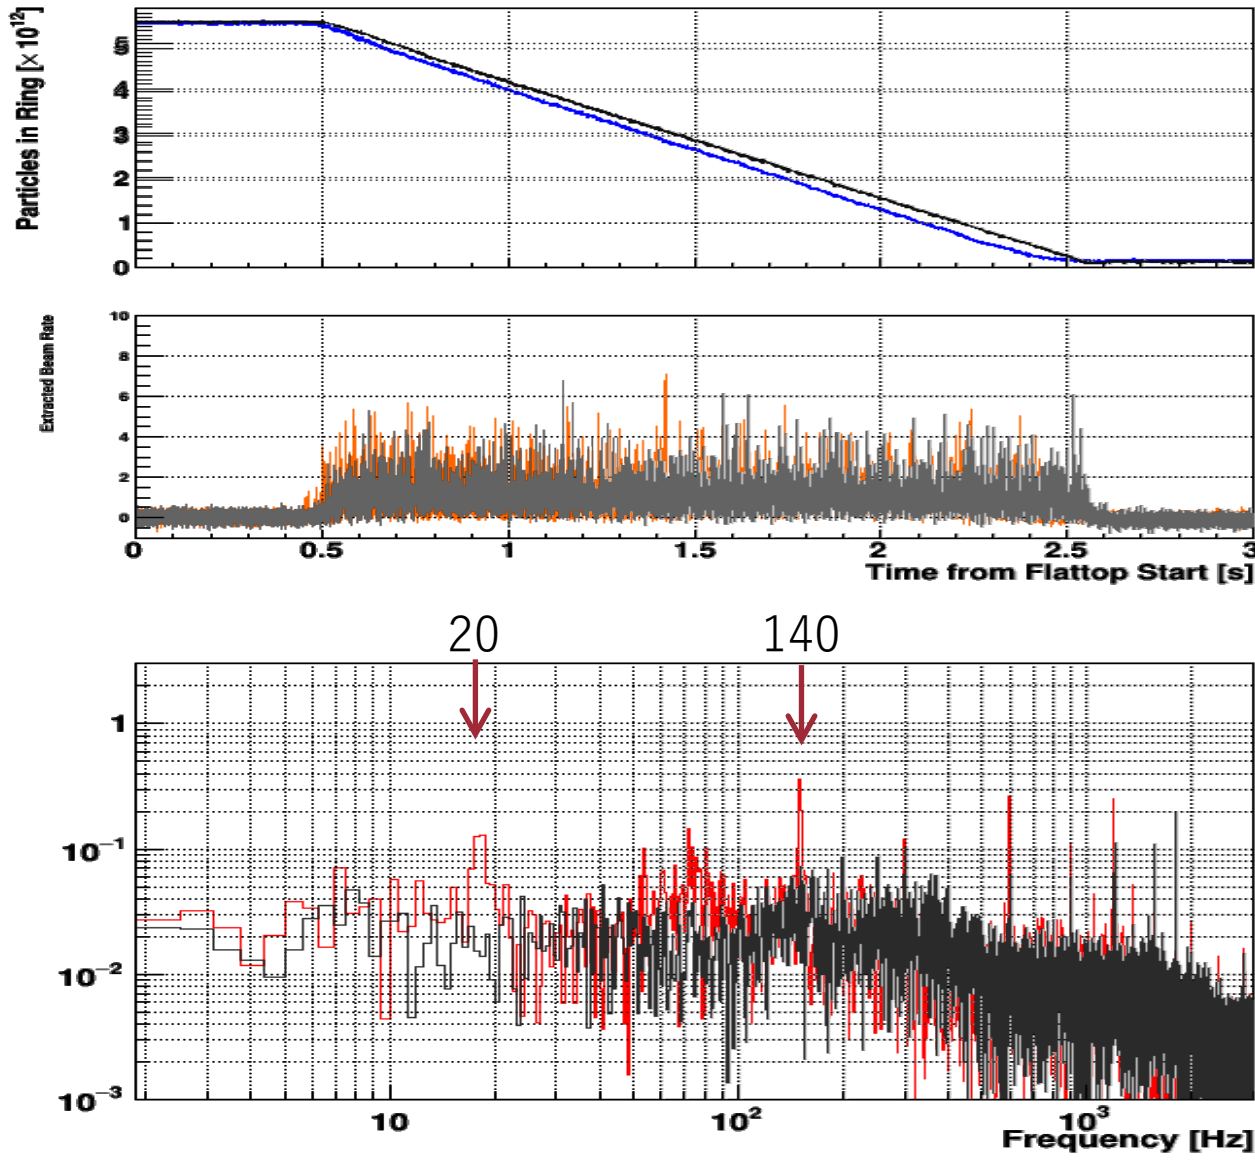 Particles in Ring [×10¹²]
5
4
3
2
1
0
Extracted Beam Rate
10
8
6
4
2
0
0 0.5 1 1.5 2 2.5 3
Time from Flattop Start [s]
20 140
1
10⁻¹
10⁻²
10⁻³
10 10² 10³
Frequency [Hz]